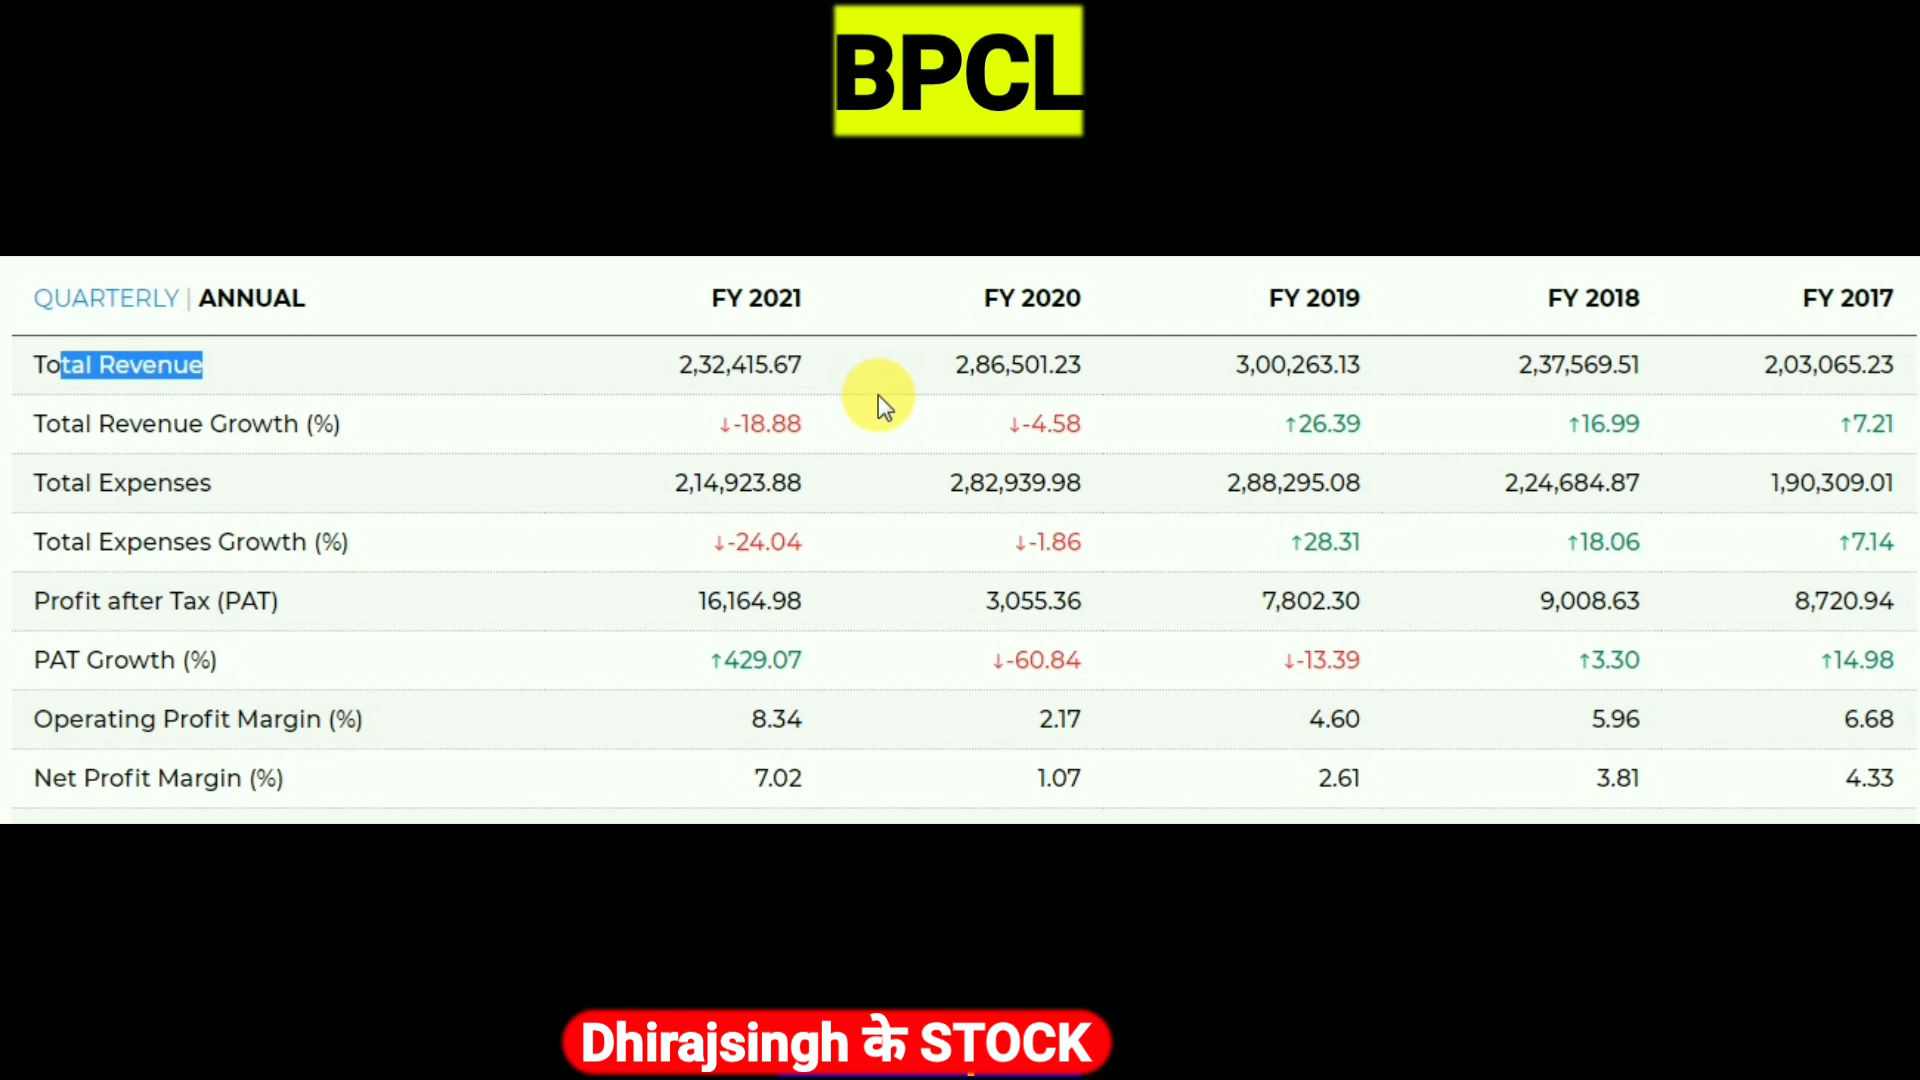 BPCL
QUARTERLY | ANNUAL FY 2021 FY 2020 FY 2019 FY 2018 FY 2017
Total Revenue 2,32,415.67 2,86,501.23 3,00,263.13 2,37,569.51 2,03,065.23
Total Revenue Growth (%) ↓-18.88 ↓-4.58 ↑26.39 ↑16.99 ↑7.21
Total Expenses 2,14,923.88 2,82,939.98 2,88,295.08 2,24,684.87 1,90,309.01
Total Expenses Growth (%) ↓-24.04 ↓-1.86 ↑28.31 ↑18.06 ↑7.14
Profit after Tax (PAT) 16,164.98 3,055.36 7,802.30 9,008.63 8,720.94
PAT Growth (%) ↑429.07 ↓-60.84 ↓-13.39 ↑3.30 ↑14.98
Operating Profit Margin (%) 8.34 2.17 4.60 5.96 6.68
Net Profit Margin (%) 7.02 1.07 2.61 3.81 4.33
Dhirajsingh के STOCK